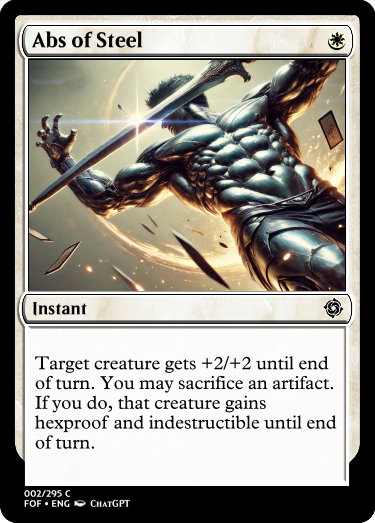 Abs of Steel
Instant
Target creature gets +2/+2 until end
of turn. You may sacrifice an artifact.
If you do, that creature gains
hexproof and indestructible until end
of turn.
002/295 C
FOF • ENG ChatGPT